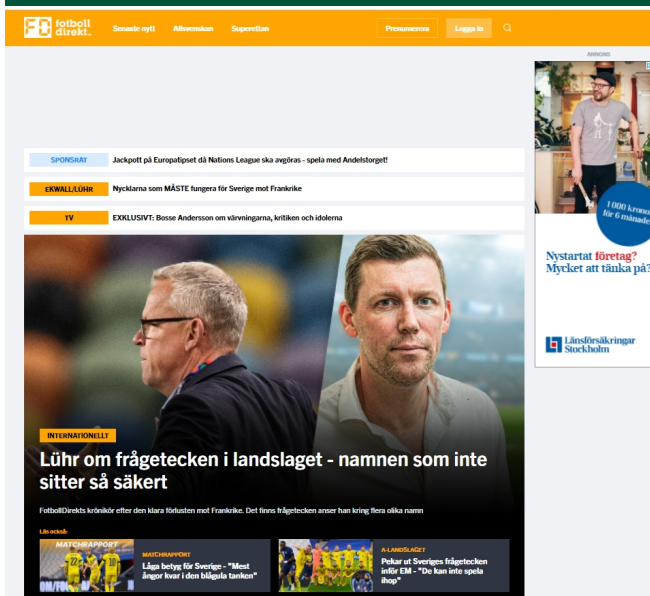 FD fotboll
direkt.
Senaste nytt Allsvenskan Superettan Prenumerera Logga in
ANNONS
SPONSRAT Jackpott på Europatipset då Nations League ska avgöras - spela med Andelstorget!
EKWALL/LÜHR Nycklarna som MÅSTE fungera för Sverige mot Frankrike
TV EXKLUSIVT: Bosse Andersson om värvningarna, kritiken och idolerna
1 000 kronor
för 6 månader
Nystartat företag?
Mycket att tänka på?
Länsförsäkringar
Stockholm
INTERNATIONELLT
Lühr om frågetecken i landslaget - namnen som inte
sitter så säkert
FotbollDirekts krönikör efter den klara förlusten mot Frankrike. Det finns frågetecken anser han kring flera olika namn
Läs också:
MATCHRAPPORT
MATCHRAPPORT
Låga betyg för Sverige - "Mest
ångor kvar i den blågula tanken"
A-LANDSLAGET
Pekar ut Sveriges frågetecken
inför EM - "De kan inte spela
ihop"